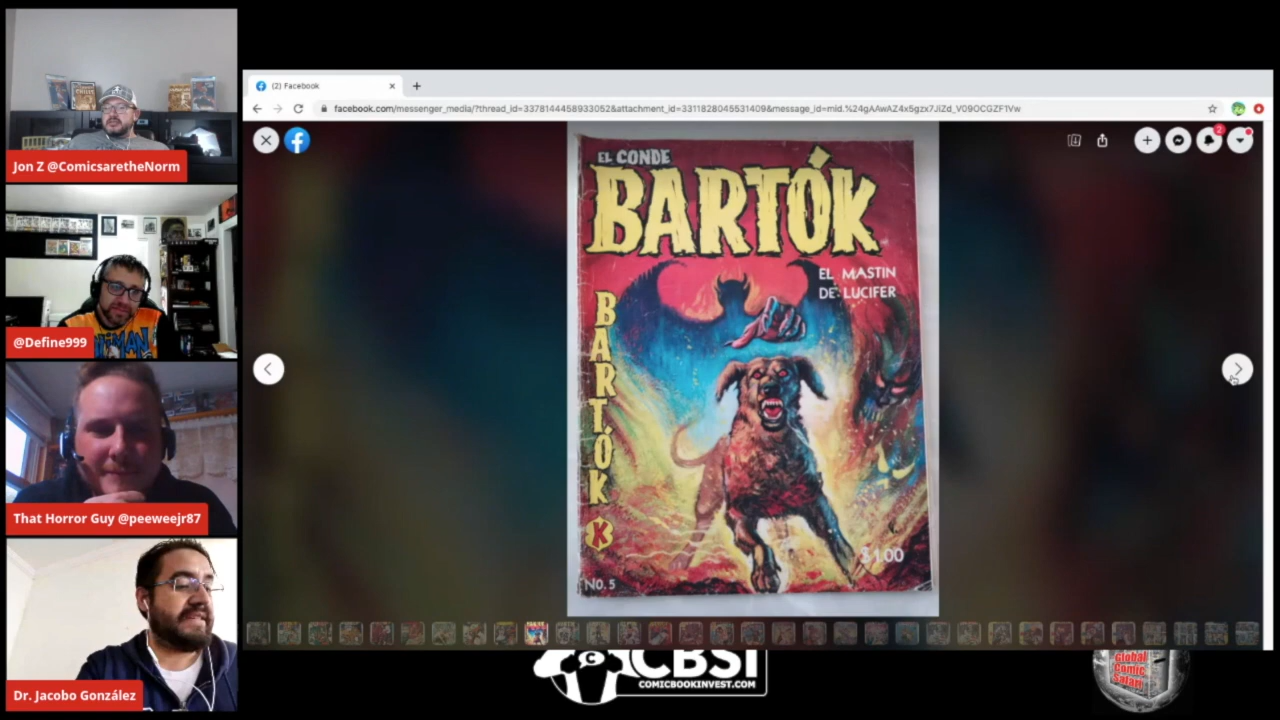 Jon Z @ComicsaretheNorm
@Define999
That Horror Guy @peeweejr87
Dr. Jacobo González
(2) Facebook
facebook.com/messenger_media/?thread_id=3378144458933052&attachment_id=3311828045531409&message_id=mid.%24gAAwAZ4x5gzx7JiZd_V09OCGZF1Vw
2
EL CONDE
BARTÓK
EL MASTIN
DE LUCIFER
BARTÓK
K
$1.00
NO. 5
C
CBSI
COMICBOOKINVEST.COM
Global
Comic
Safari